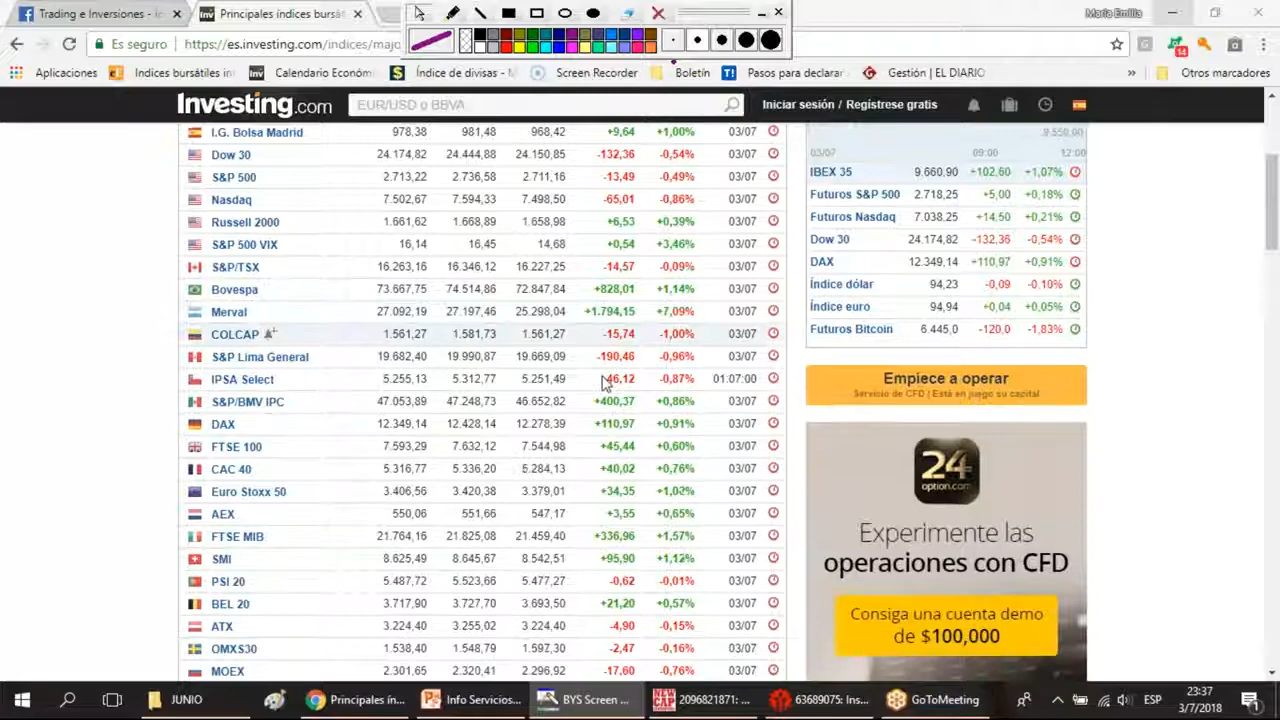 Trading e Inversiones - l
Principales índices bursát
María Emilia
Es seguro https://es.investing.com/indices/majo
14
Aplicaciones Índices bursátiles in Calendario Económi Índice de divisas - M Screen Recorder Boletín Pasos para declarar Gestión | EL DIARIO » Otros marcadores
Investing.com EUR/USD o BBVA Iniciar sesión / Regístrese gratis
I.G. Bolsa Madrid 978,38 981,48 968,42 +9,64 +1,00% 03/07
Dow 30 24.174,82 24.444,88 24.150,85 -132,36 -0,54% 03/07
S&P 500 2.713,22 2.736,58 2.711,16 -13,49 -0,49% 03/07
Nasdaq 7.502,67 7.594,33 7.498,50 -65,01 -0,86% 03/07
Russell 2000 1.661,62 1.668,89 1.658,98 +6,53 +0,39% 03/07
S&P 500 VIX 16,14 16,45 14,68 +0,54 +3,46% 03/07
S&P/TSX 16.263,16 16.346,12 16.227,25 -14,57 -0,09% 03/07
Bovespa 73.667,75 74.514,86 72.847,84 +828,01 +1,14% 03/07
Merval 27.092,19 27.197,46 25.298,04 +1.794,15 +7,09% 03/07
COLCAP 1.561,27 1.581,73 1.561,27 -15,74 -1,00% 03/07
S&P Lima General 19.682,40 19.990,87 19.669,09 -190,46 -0,96% 03/07
IPSA Select 5.255,13 5.312,77 5.251,49 -46,12 -0,87% 01:07:00
S&P/BMV IPC 47.053,89 47.248,73 46.652,82 +400,37 +0,86% 03/07
DAX 12.349,14 12.428,14 12.278,39 +110,97 +0,91% 03/07
FTSE 100 7.593,29 7.632,12 7.544,98 +45,44 +0,60% 03/07
CAC 40 5.316,77 5.336,20 5.284,13 +40,02 +0,76% 03/07
Euro Stoxx 50 3.406,56 3.420,38 3.379,01 +34,35 +1,02% 03/07
AEX 550,06 551,66 547,17 +3,55 +0,65% 03/07
FTSE MIB 21.764,16 21.825,08 21.459,40 +336,96 +1,57% 03/07
SMI 8.625,49 8.645,67 8.542,51 +95,90 +1,12% 03/07
PSI 20 5.487,72 5.523,66 5.477,27 -0,62 -0,01% 03/07
BEL 20 3.717,90 3.727,70 3.693,50 +21,20 +0,57% 03/07
ATX 3.224,40 3.255,02 3.224,40 -4,90 -0,15% 03/07
OMXS30 1.538,40 1.548,79 1.597,30 -2,47 -0,16% 03/07
MOEX 2.301,65 2.320,41 2.296,92 -17,60 -0,76% 03/07
03/07 09:00 12:00
IBEX 35 9.660,90 +102,60 +1,07%
Futuros S&P 500 2.718,25 +5,00 +0,18%
Futuros Nasdaq 7.038,25 +14,50 +0,21%
Dow 30 24.174,82 -132,36 -0,54%
DAX 12.349,14 +110,97 +0,91%
Índice dólar 94,23 -0,09 -0,10%
Índice euro 94,94 +0,04 +0,05%
Futuros Bitcoin 6 445,0 -120,0 -1,83%
Empiece a operar
Servicio de CFD | Está en juego su capital
24
option.com
Experimente las
operaciones con CFD
Consiga una cuenta demo
de $100,000
JUNIO Principales ín... Info Servicios... BYS Screen ... NEW CAP 2096821871: ... 63689075: Ins... GoToMeeting ESP
23:37
3/7/2018
1